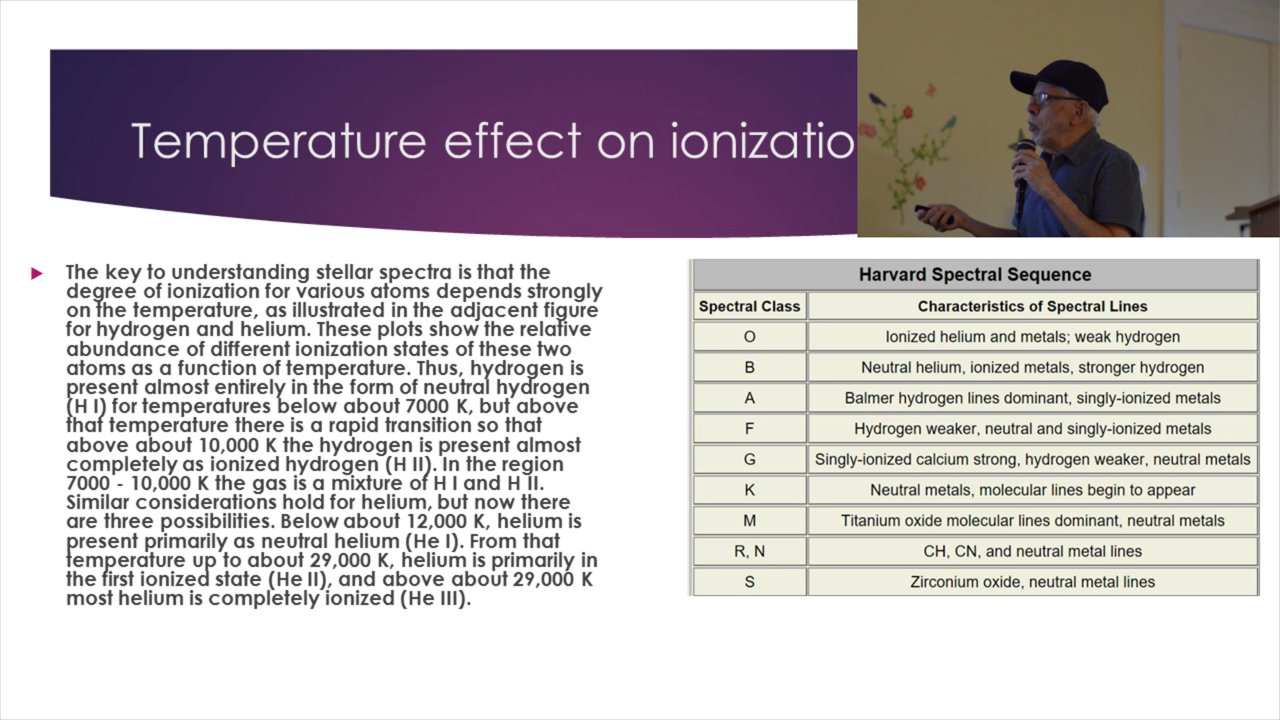 Temperature effect on ionizatio
The key to understanding stellar spectra is that the
degree of ionization for various atoms depends strongly
on the temperature, as illustrated in the adjacent figure
for hydrogen and helium. These plots show the relative
abundance of different ionization states of these two
atoms as a function of temperature. Thus, hydrogen is
present almost entirely in the form of neutral hydrogen
(H I) for temperatures below about 7000 K, but above
that temperature there is a rapid transition so that
above about 10,000 K the hydrogen is present almost
completely as ionized hydrogen (H II). In the region
7000 - 10,000 K the gas is a mixture of H I and H II.
Similar considerations hold for helium, but now there
are three possibilities. Below about 12,000 K, helium is
present primarily as neutral helium (He I). From that
temperature up to about 29,000 K, helium is primarily in
the first ionized state (He II), and above about 29,000 K
most helium is completely ionized (He III).
Harvard Spectral Sequence
Spectral Class Characteristics of Spectral Lines
O Ionized helium and metals; weak hydrogen
B Neutral helium, ionized metals, stronger hydrogen
A Balmer hydrogen lines dominant, singly-ionized metals
F Hydrogen weaker, neutral and singly-ionized metals
G Singly-ionized calcium strong, hydrogen weaker, neutral metals
K Neutral metals, molecular lines begin to appear
M Titanium oxide molecular lines dominant, neutral metals
R, N CH, CN, and neutral metal lines
S Zirconium oxide, neutral metal lines